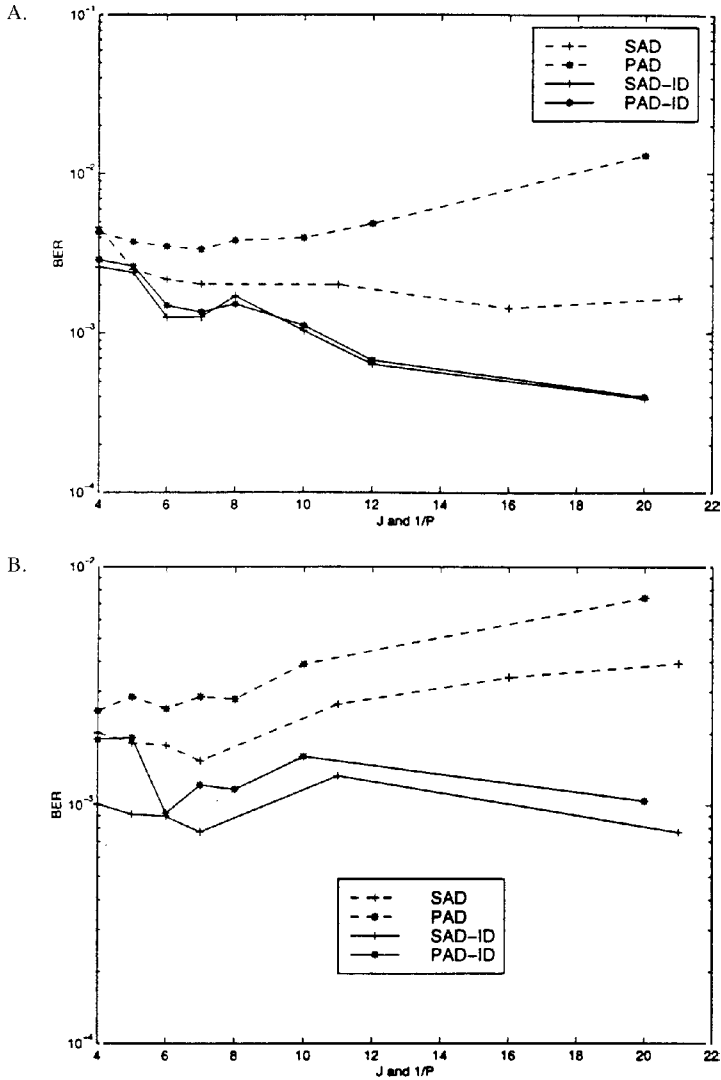 A.
10^-1
SAD
PAD
SAD-ID
PAD-ID
10^-2
BER
10^-3
10^-4
4 6 8 10 12 14 16 18 20 22
J and 1/P
B.
10^-2
BER
10^-3
SAD
PAD
SAD-ID
PAD-ID
10^-4
4 6 8 10 12 14 16 18 20 22
J and 1/P